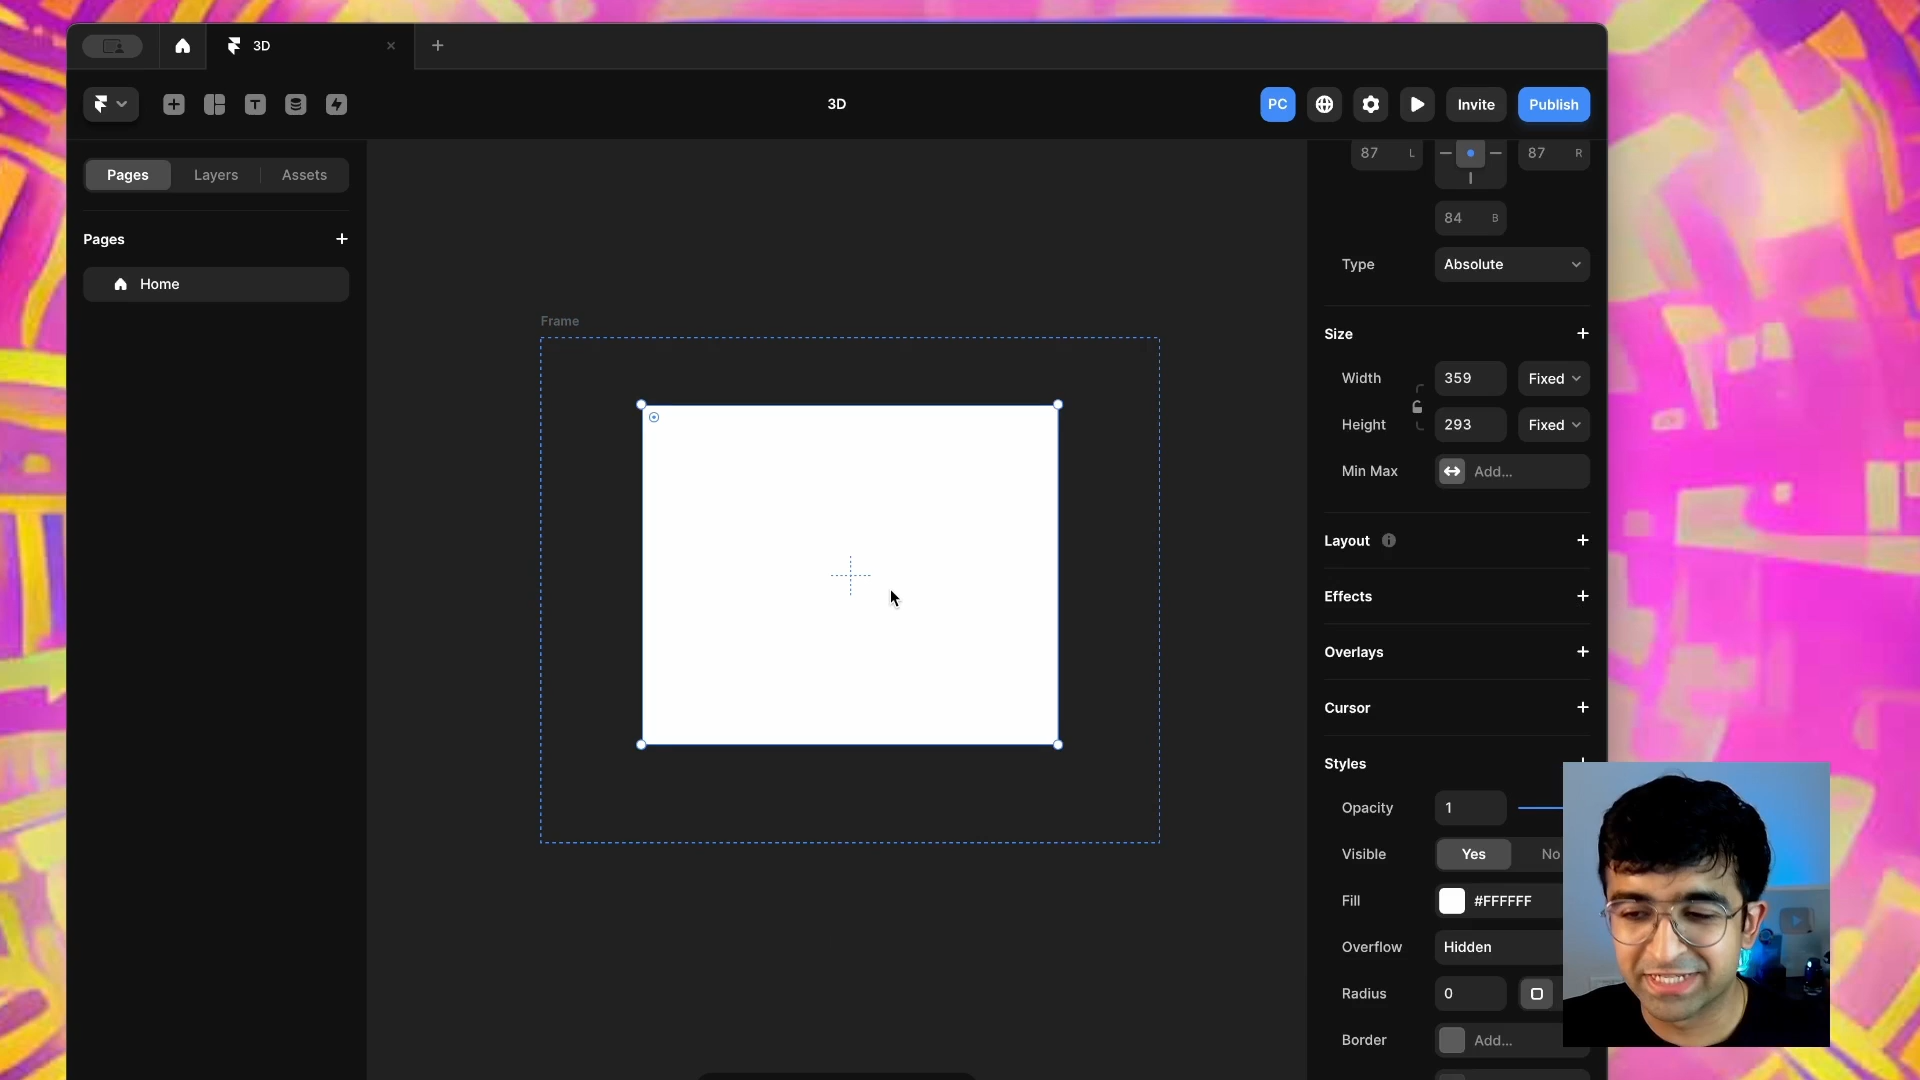 3D
3D
PC
Invite
Publish
Pages
Layers
Assets
Pages
Home
Frame
87 L
87 R
84 B
Type
Absolute
Size
Width
359
Fixed
Height
293
Fixed
Min Max
Add...
Layout
Effects
Overlays
Cursor
Styles
Opacity
1
Visible
Yes
No
Fill
#FFFFFF
Overflow
Hidden
Radius
0
Border
Add...